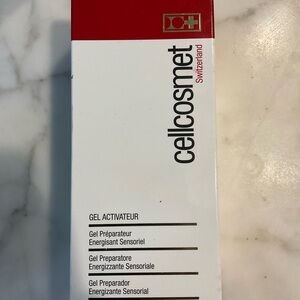 cellcosmet
Switzerland
GEL ACTIVATEUR
Gel Préparateur
Energisant Sensoriel
Gel Preparatore
Energizzante Sensoriale
Gel Preparador
Energizante Sensorial